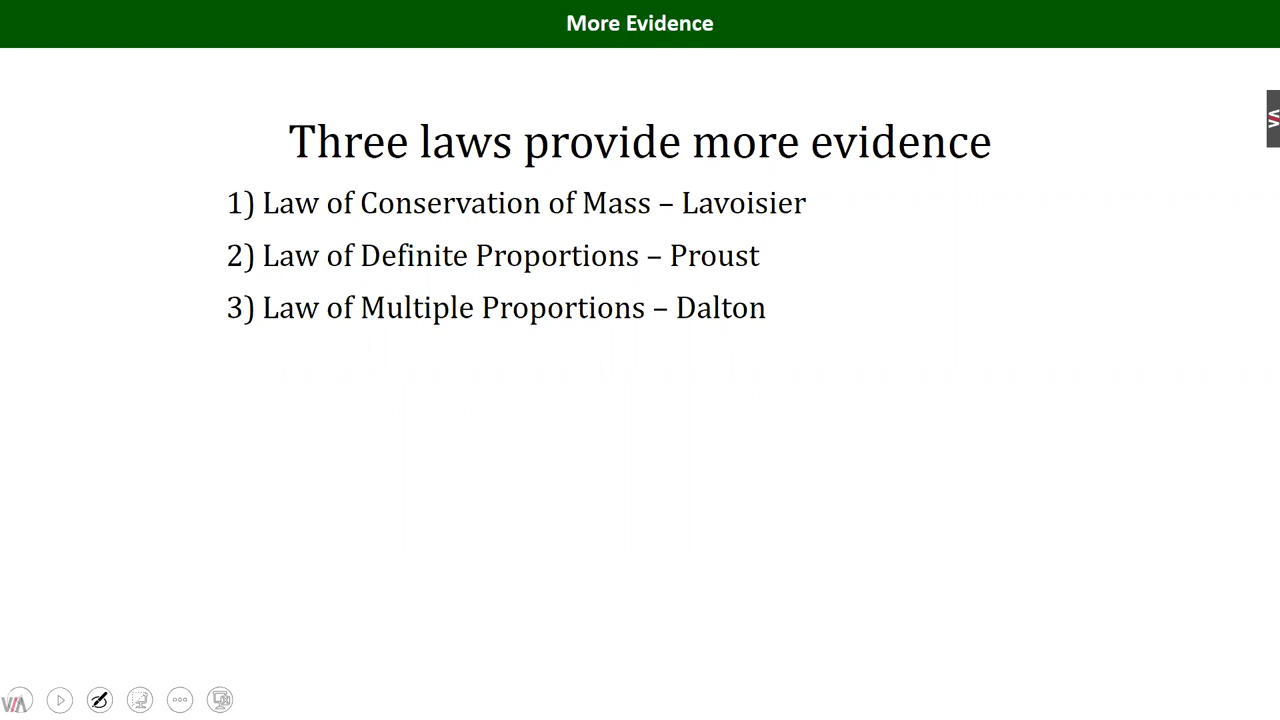 More Evidence
Three laws provide more evidence
1) Law of Conservation of Mass – Lavoisier
2) Law of Definite Proportions – Proust
3) Law of Multiple Proportions – Dalton